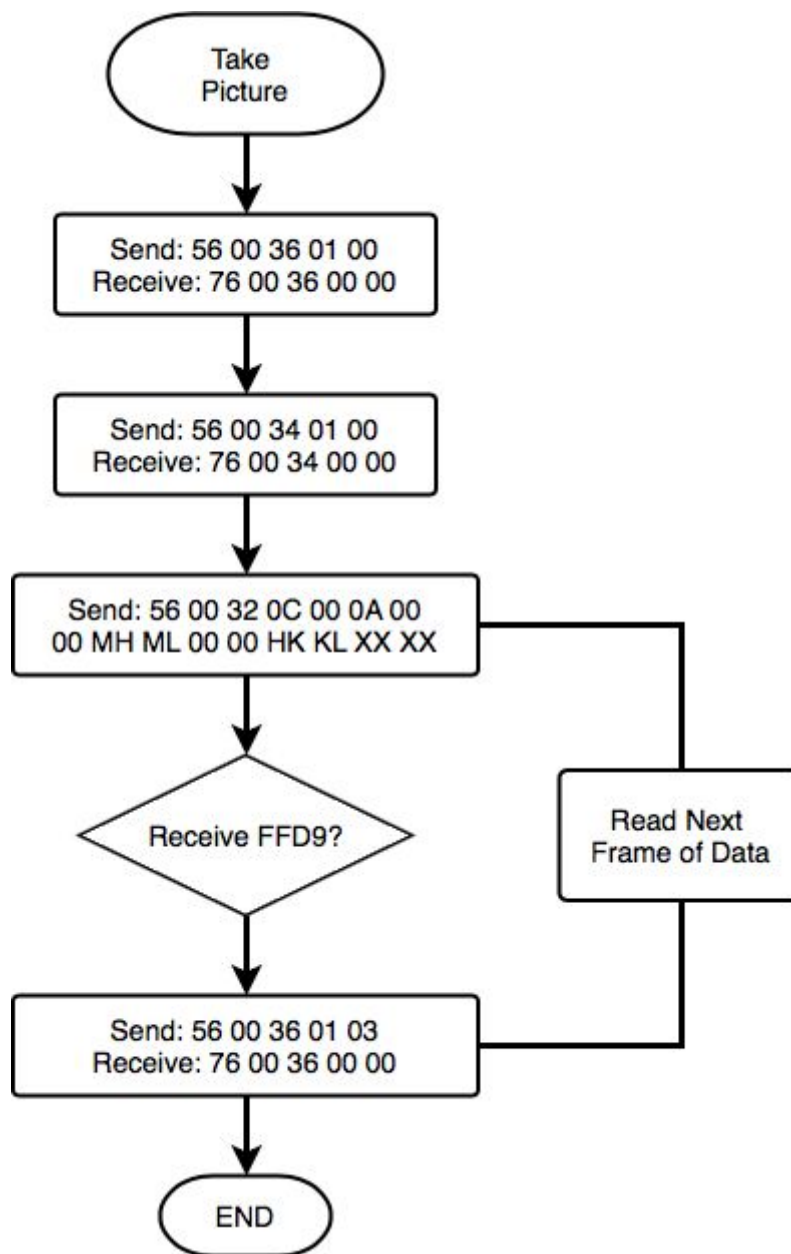 Take
Picture
Send: 56 00 36 01 00
Receive: 76 00 36 00 00
Send: 56 00 34 01 00
Receive: 76 00 34 00 00
Send: 56 00 32 0C 00 0A 00
00 MH ML 00 00 HK KL XX XX
Receive FFD9?
Read Next
Frame of Data
Send: 56 00 36 01 03
Receive: 76 00 36 00 00
END